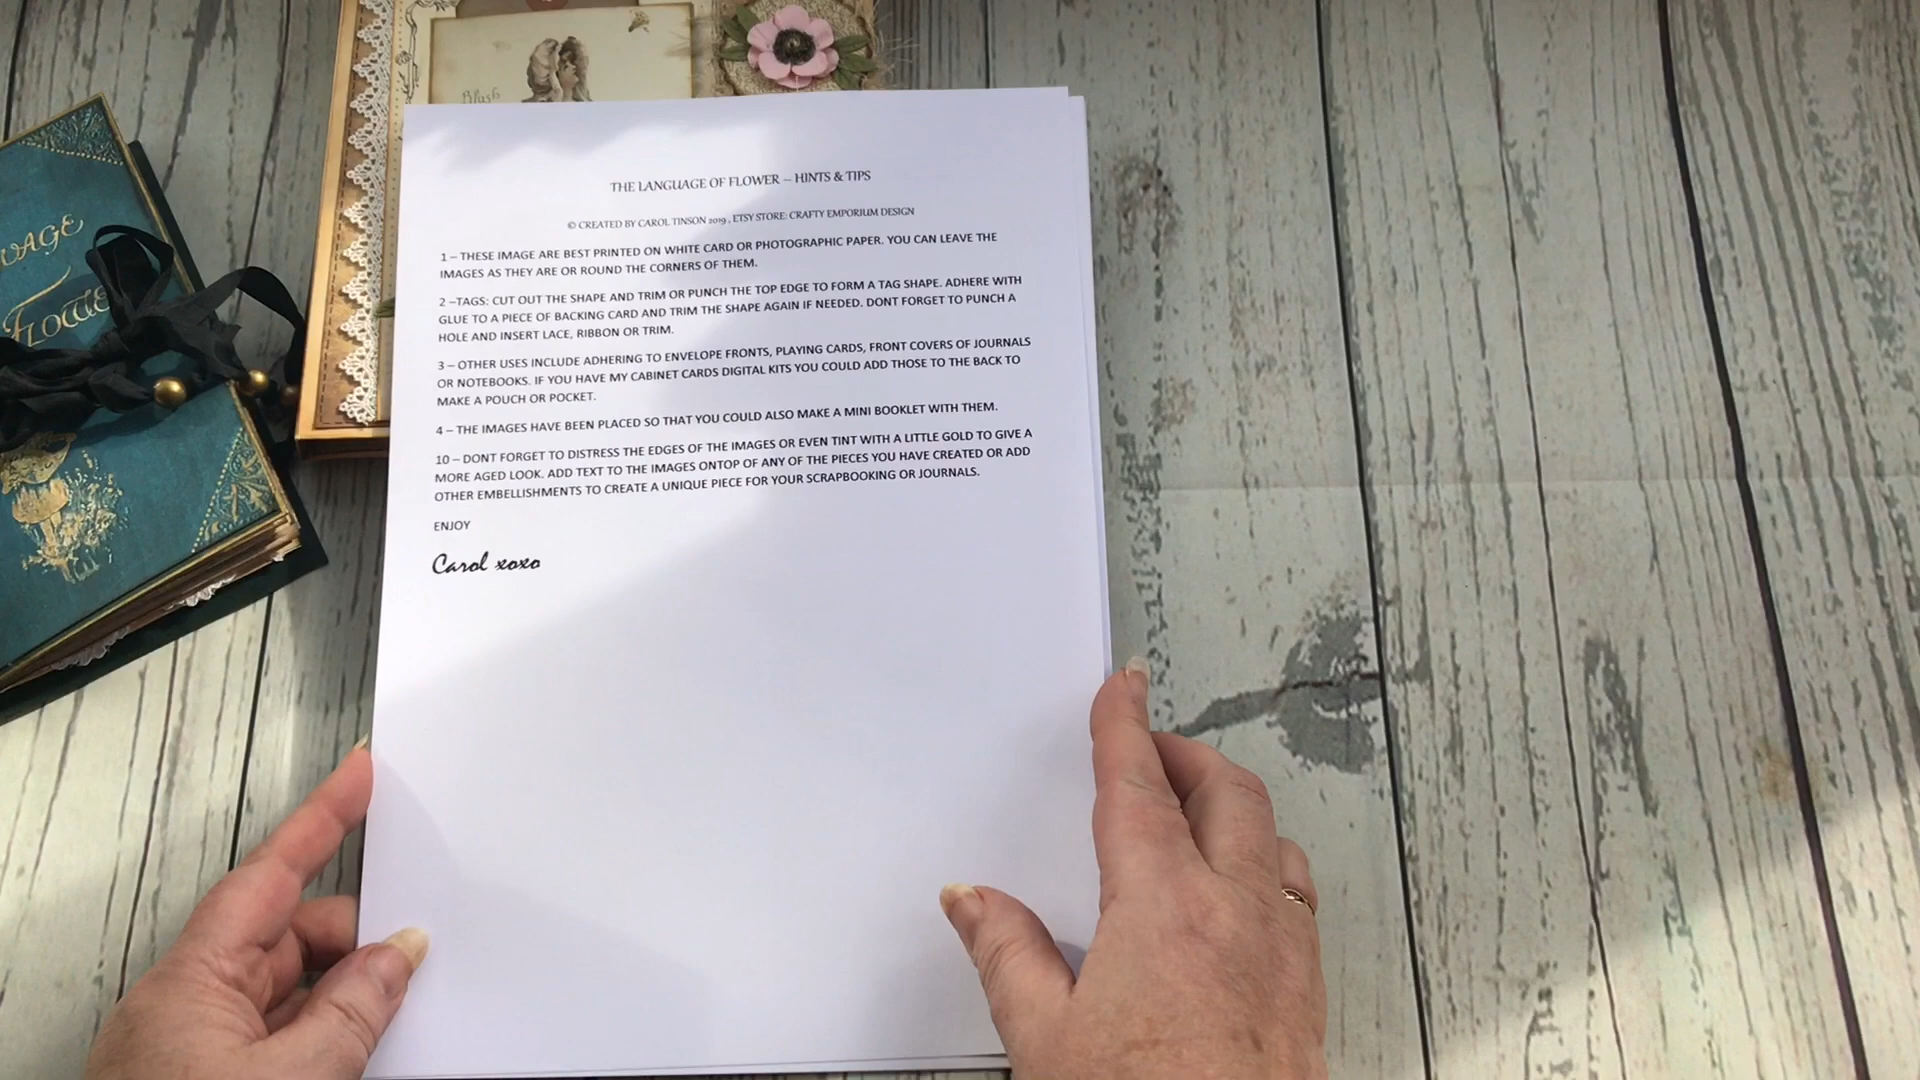 Blush
THE LANGUAGE OF FLOWER – HINTS & TIPS
© CREATED BY CAROL TINSON 2019 , ETSY STORE: CRAFTY EMPORIUM DESIGN
1 – THESE IMAGE ARE BEST PRINTED ON WHITE CARD OR PHOTOGRAPHIC PAPER. YOU CAN LEAVE THE
IMAGES AS THEY ARE OR ROUND THE CORNERS OF THEM.
2 –TAGS: CUT OUT THE SHAPE AND TRIM OR PUNCH THE TOP EDGE TO FORM A TAG SHAPE. ADHERE WITH
GLUE TO A PIECE OF BACKING CARD AND TRIM THE SHAPE AGAIN IF NEEDED. DONT FORGET TO PUNCH A
HOLE AND INSERT LACE, RIBBON OR TRIM.
3 – OTHER USES INCLUDE ADHERING TO ENVELOPE FRONTS, PLAYING CARDS, FRONT COVERS OF JOURNALS
OR NOTEBOOKS. IF YOU HAVE MY CABINET CARDS DIGITAL KITS YOU COULD ADD THOSE TO THE BACK TO
MAKE A POUCH OR POCKET.
4 – THE IMAGES HAVE BEEN PLACED SO THAT YOU COULD ALSO MAKE A MINI BOOKLET WITH THEM.
10 – DONT FORGET TO DISTRESS THE EDGES OF THE IMAGES OR EVEN TINT WITH A LITTLE GOLD TO GIVE A
MORE AGED LOOK. ADD TEXT TO THE IMAGES ONTOP OF ANY OF THE PIECES YOU HAVE CREATED OR ADD
OTHER EMBELLISHMENTS TO CREATE A UNIQUE PIECE FOR YOUR SCRAPBOOKING OR JOURNALS.
ENJOY
Carol xoxo